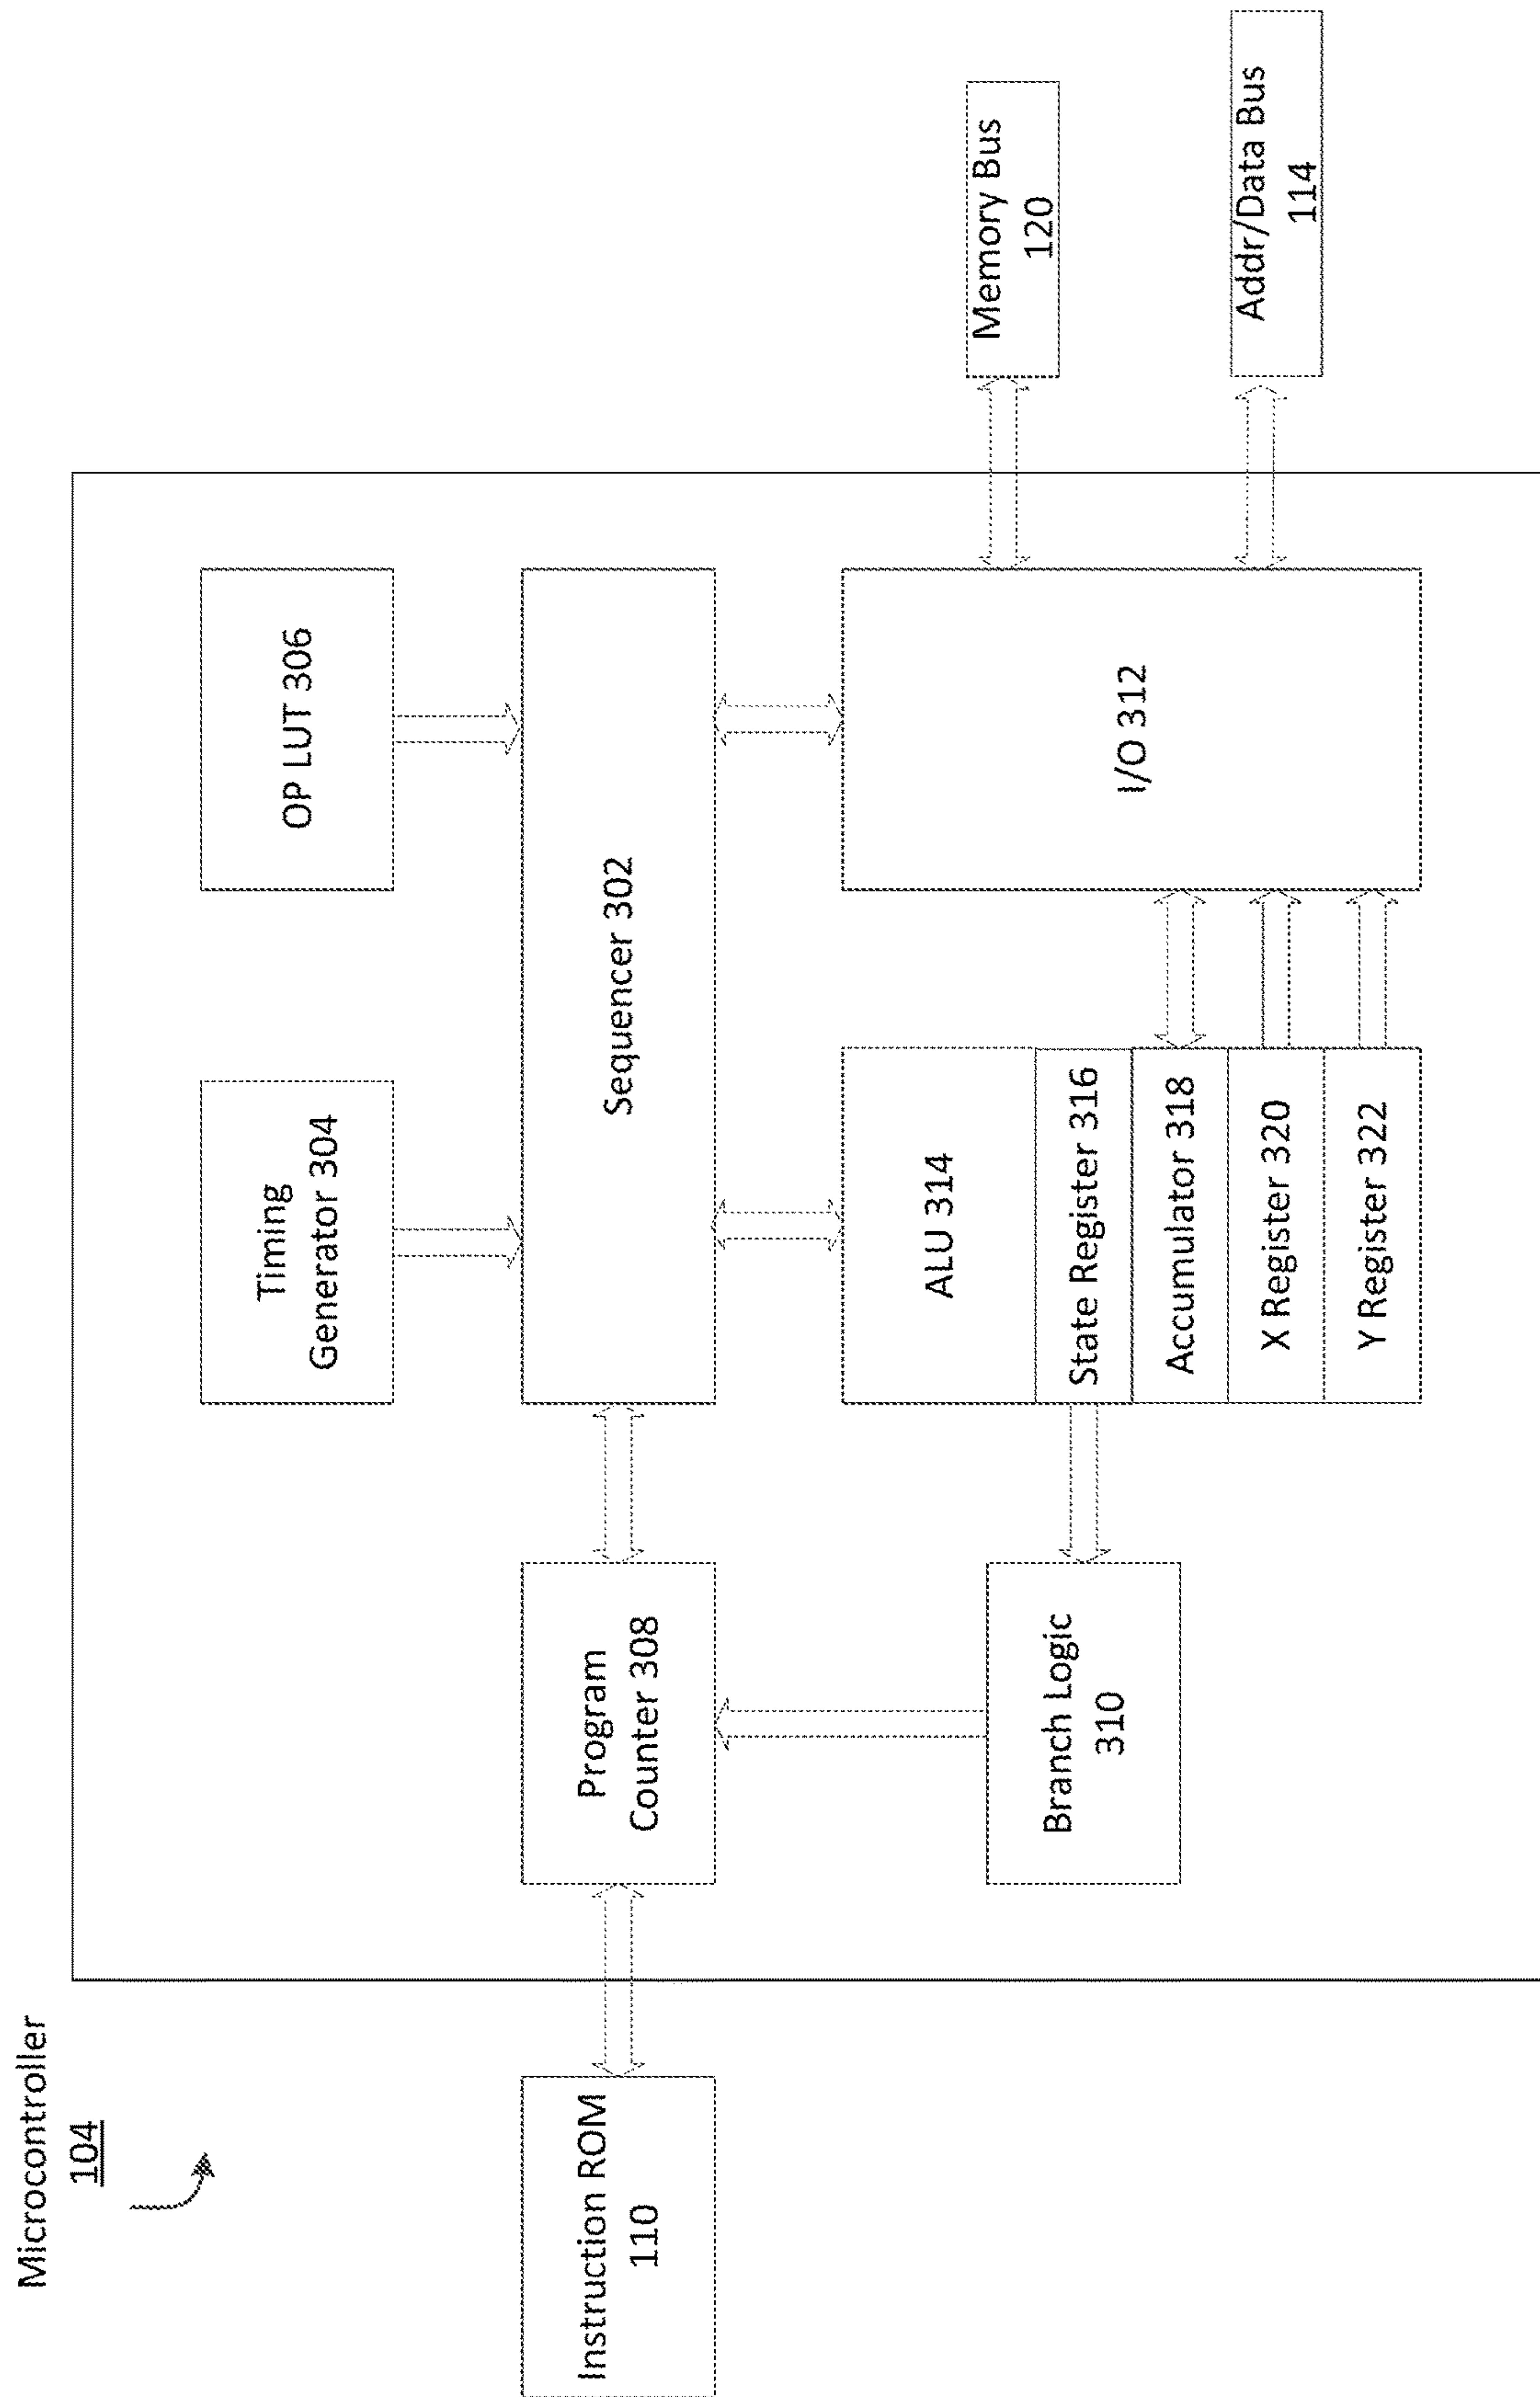 Microcontroller
104
Timing
Generator 304
OP LUT 306
Instruction ROM
110
Program
Counter 308
Sequencer 302
Branch Logic
310
ALU 314
State Register 316
Accumulator 318
X Register 320
Y Register 322
I/O 312
Memory Bus
120
Addr/Data Bus
114